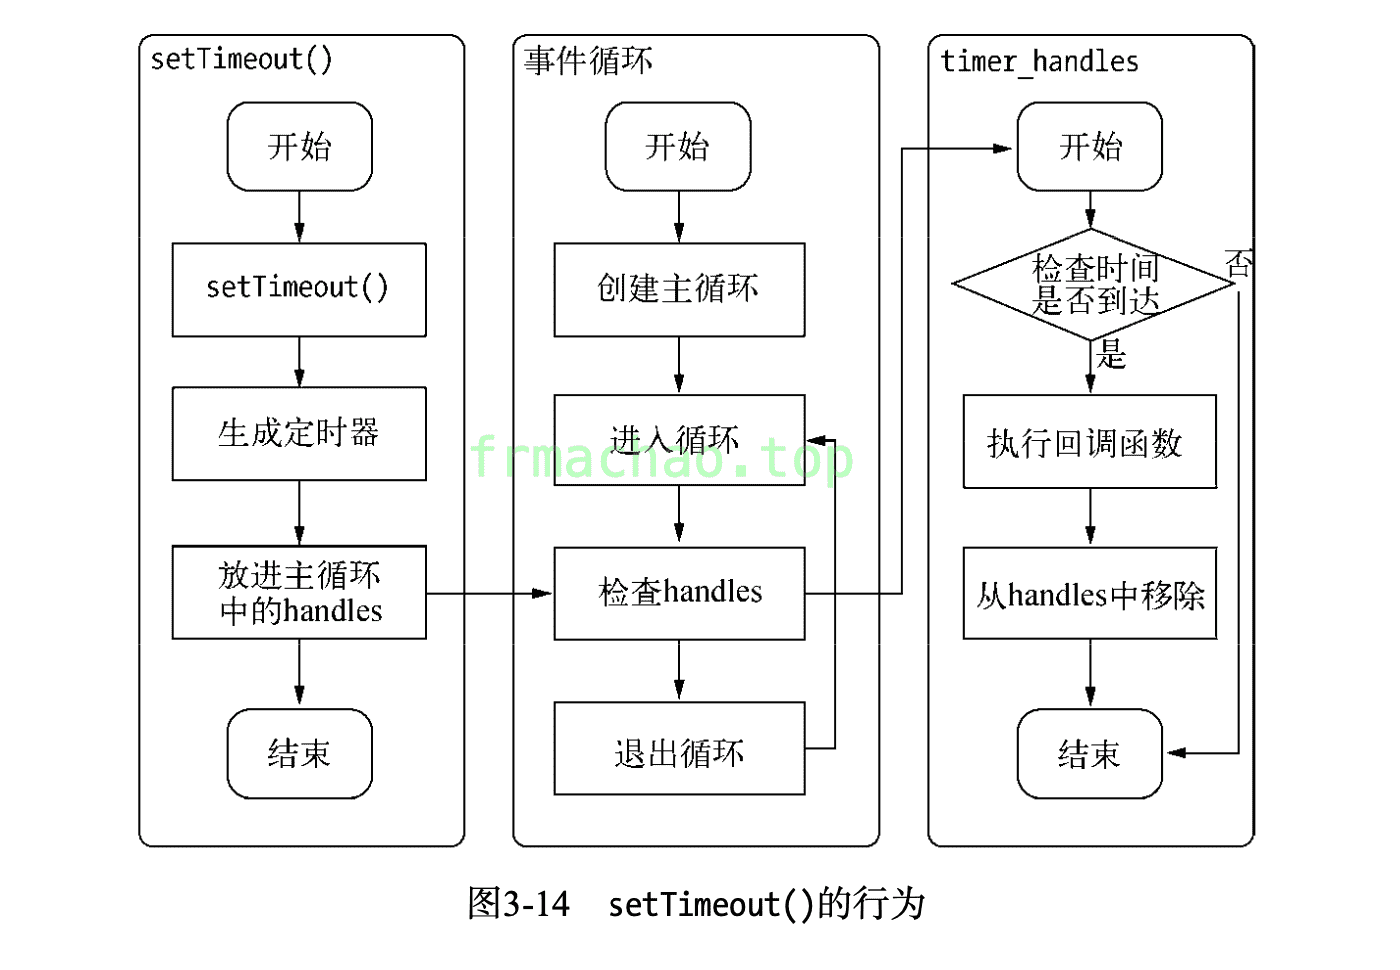 setTimeout()
开始
setTimeout()
生成定时器
放进主循环
中的handles
结束
事件循环
开始
创建主循环
进入循环
检查handles
退出循环
timer_handles
开始
检查时间
是否到达
否
是
执行回调函数
从handles中移除
结束
frmachao.top
图3-14 setTimeout()的行为